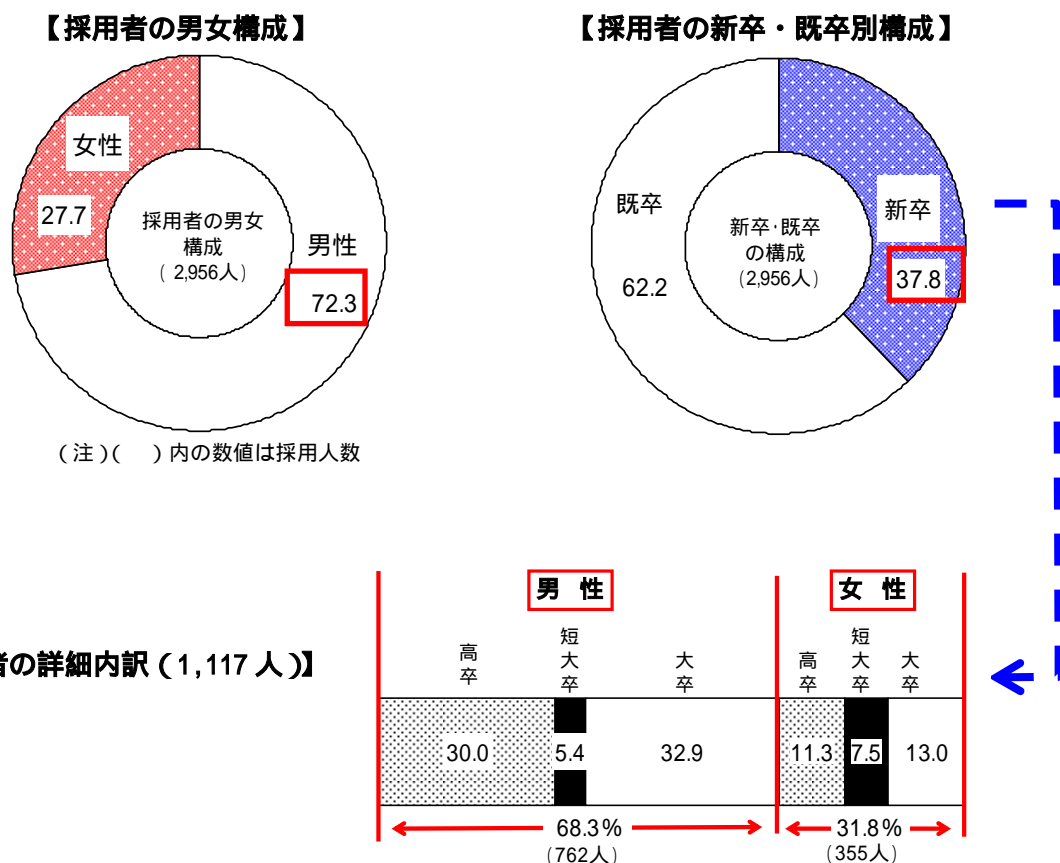 【採用者の男女構成】
【採用者の新卒・既卒別構成】
女性
27.7
採用者の男女
構成
(2,956人)
男性
72.3
既卒
62.2
新卒・既卒
の構成
(2,956人)
新卒
37.8
(注)(　)内の数値は採用人数
男 性
女 性
者の詳細内訳(1,117人)】
高卒
短大卒
大卒
高卒
短大卒
大卒
30.0
5.4
32.9
11.3
7.5
13.0
68.3%
(762人)
31.8%
(355人)